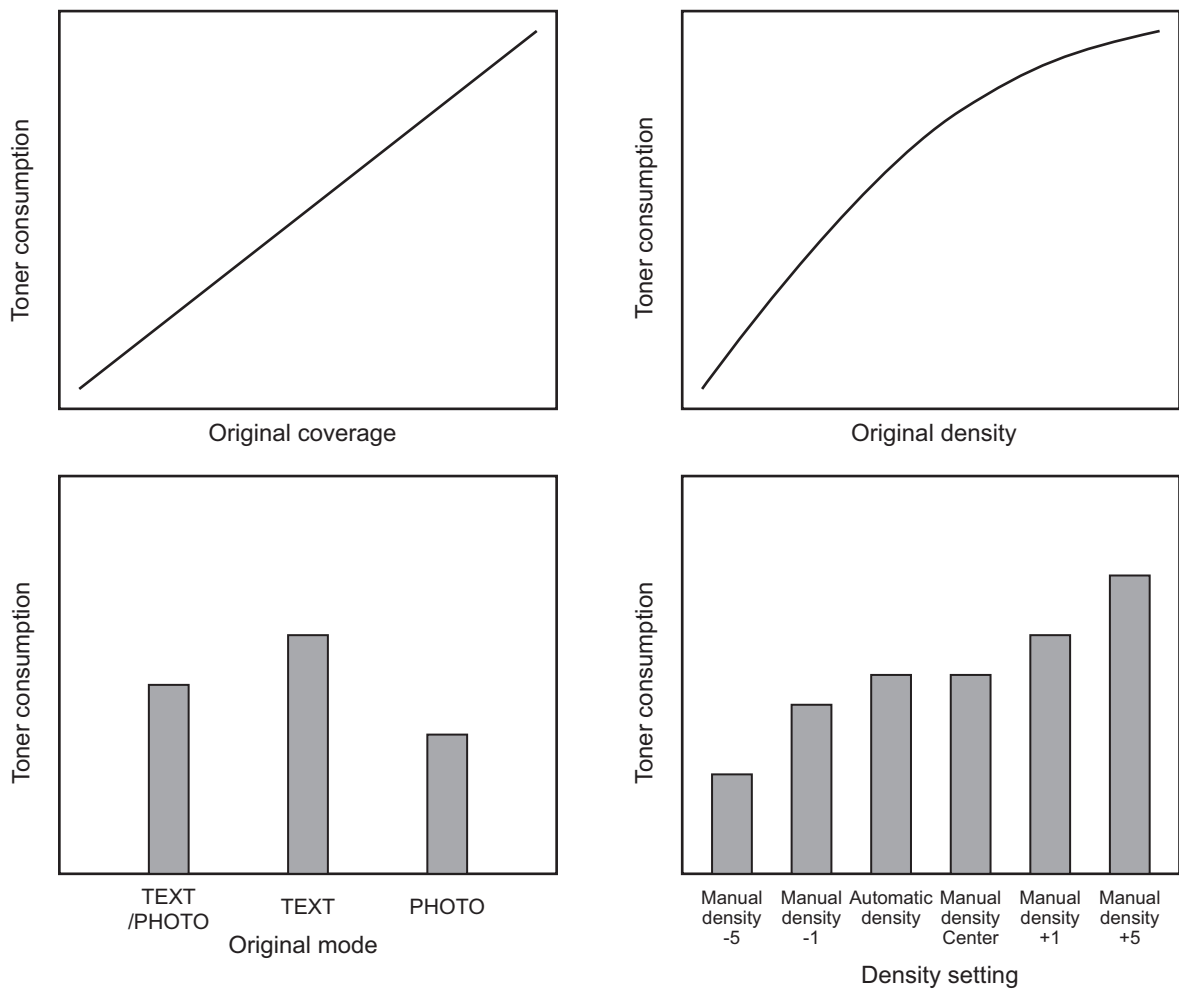 Toner consumption
Original coverage
Toner consumption
Original density
Toner consumption
TEXT
/PHOTO
TEXT
PHOTO
Original mode
Toner consumption
Manual
density
-5
Manual
density
-1
Automatic
density
Manual
density
Center
Manual
density
+1
Manual
density
+5
Density setting